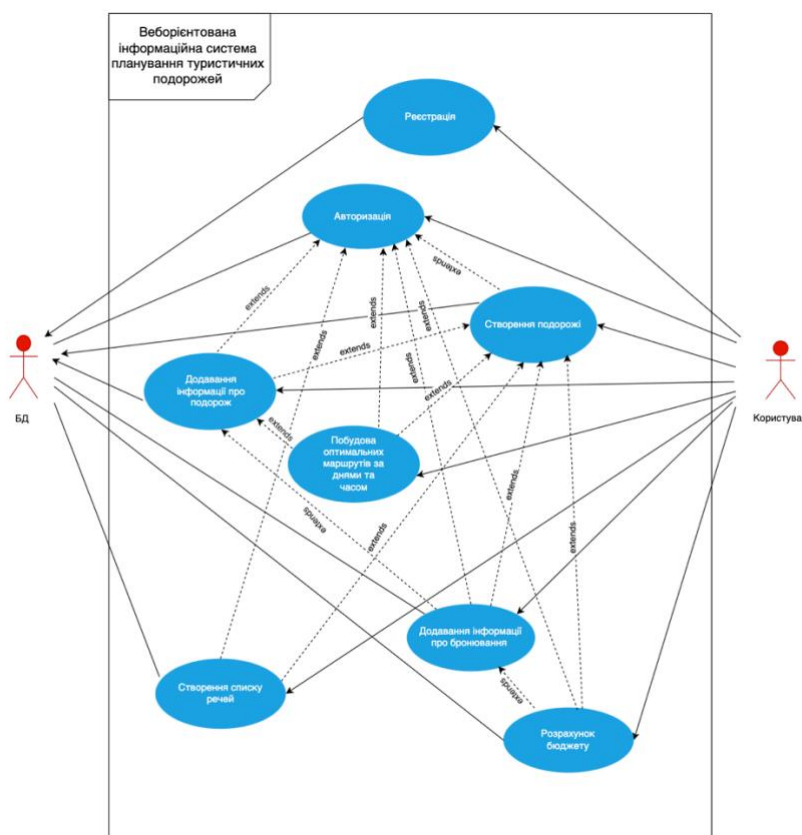 Веборієнтована
інформаційна система
планування туристичних
подорожей
Реєстрація
Авторизація
extends
extends
extends
extends
Створення подорожі
extends
extends
extends
БД
Додавання
інформації про
подорож
extends
extends
Користува
Побудова
оптимальних
маршрутів за
днями та
часом
extends
extends
extends
extends
extends
Додавання інформації
про бронювання
Створення списку
речей
extends
Розрахунок
бюджету